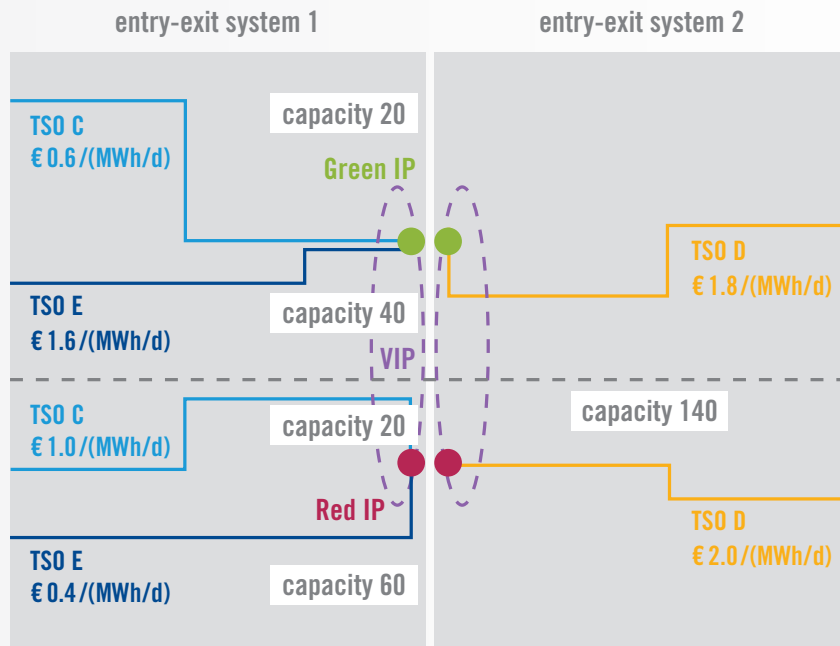 entry-exit system 1
entry-exit system 2
capacity 20
TSO C
€ 0.6/(MWh/d)
Green IP
TSO D
€ 1.8/(MWh/d)
TSO E
€ 1.6/(MWh/d)
capacity 40
VIP
TSO C
€ 1.0/(MWh/d)
capacity 20
capacity 140
Red IP
TSO D
€ 2.0/(MWh/d)
TSO E
€ 0.4/(MWh/d)
capacity 60